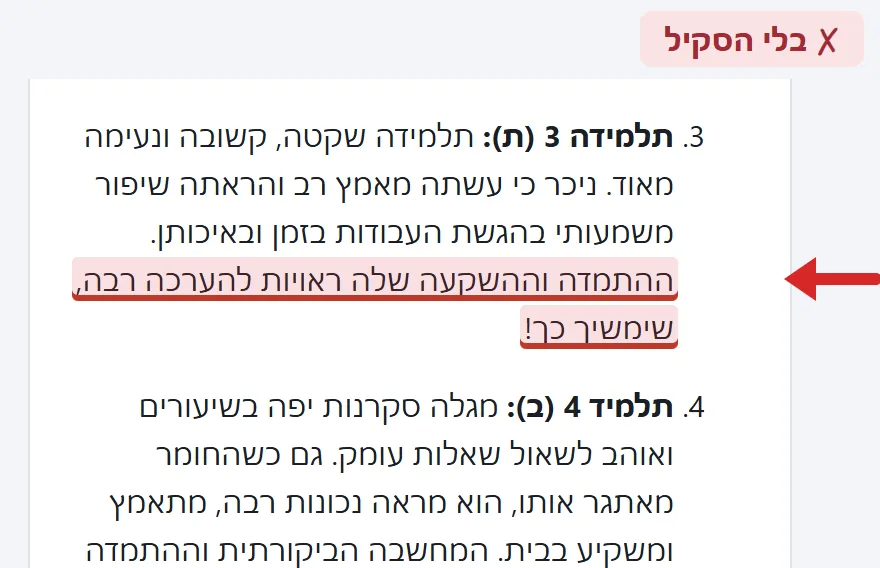 ✗ בלי הסקיל
3. תלמידה 3 (ת): תלמידה שקטה, קשובה ונעימה
מאוד. ניכר כי עשתה מאמץ רב והראתה שיפור
משמעותי בהגשת העבודות בזמן ובאיכותן.
ההתמדה וההשקעה שלה ראויות להערכה רבה,
שימשיך כך!
4. תלמיד 4 (ב): מגלה סקרנות יפה בשיעורים
ואוהב לשאול שאלות עומק. גם כשהחומר
מאתגר אותו, הוא מראה נכונות רבה, מתאמץ
ומשקיע בבית. המחשבה הביקורתית וההתמדה